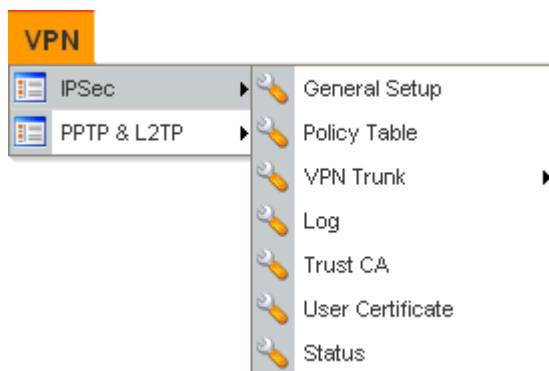 VPN
IPSec
PPTP & L2TP
General Setup
Policy Table
VPN Trunk
Log
Trust CA
User Certificate
Status